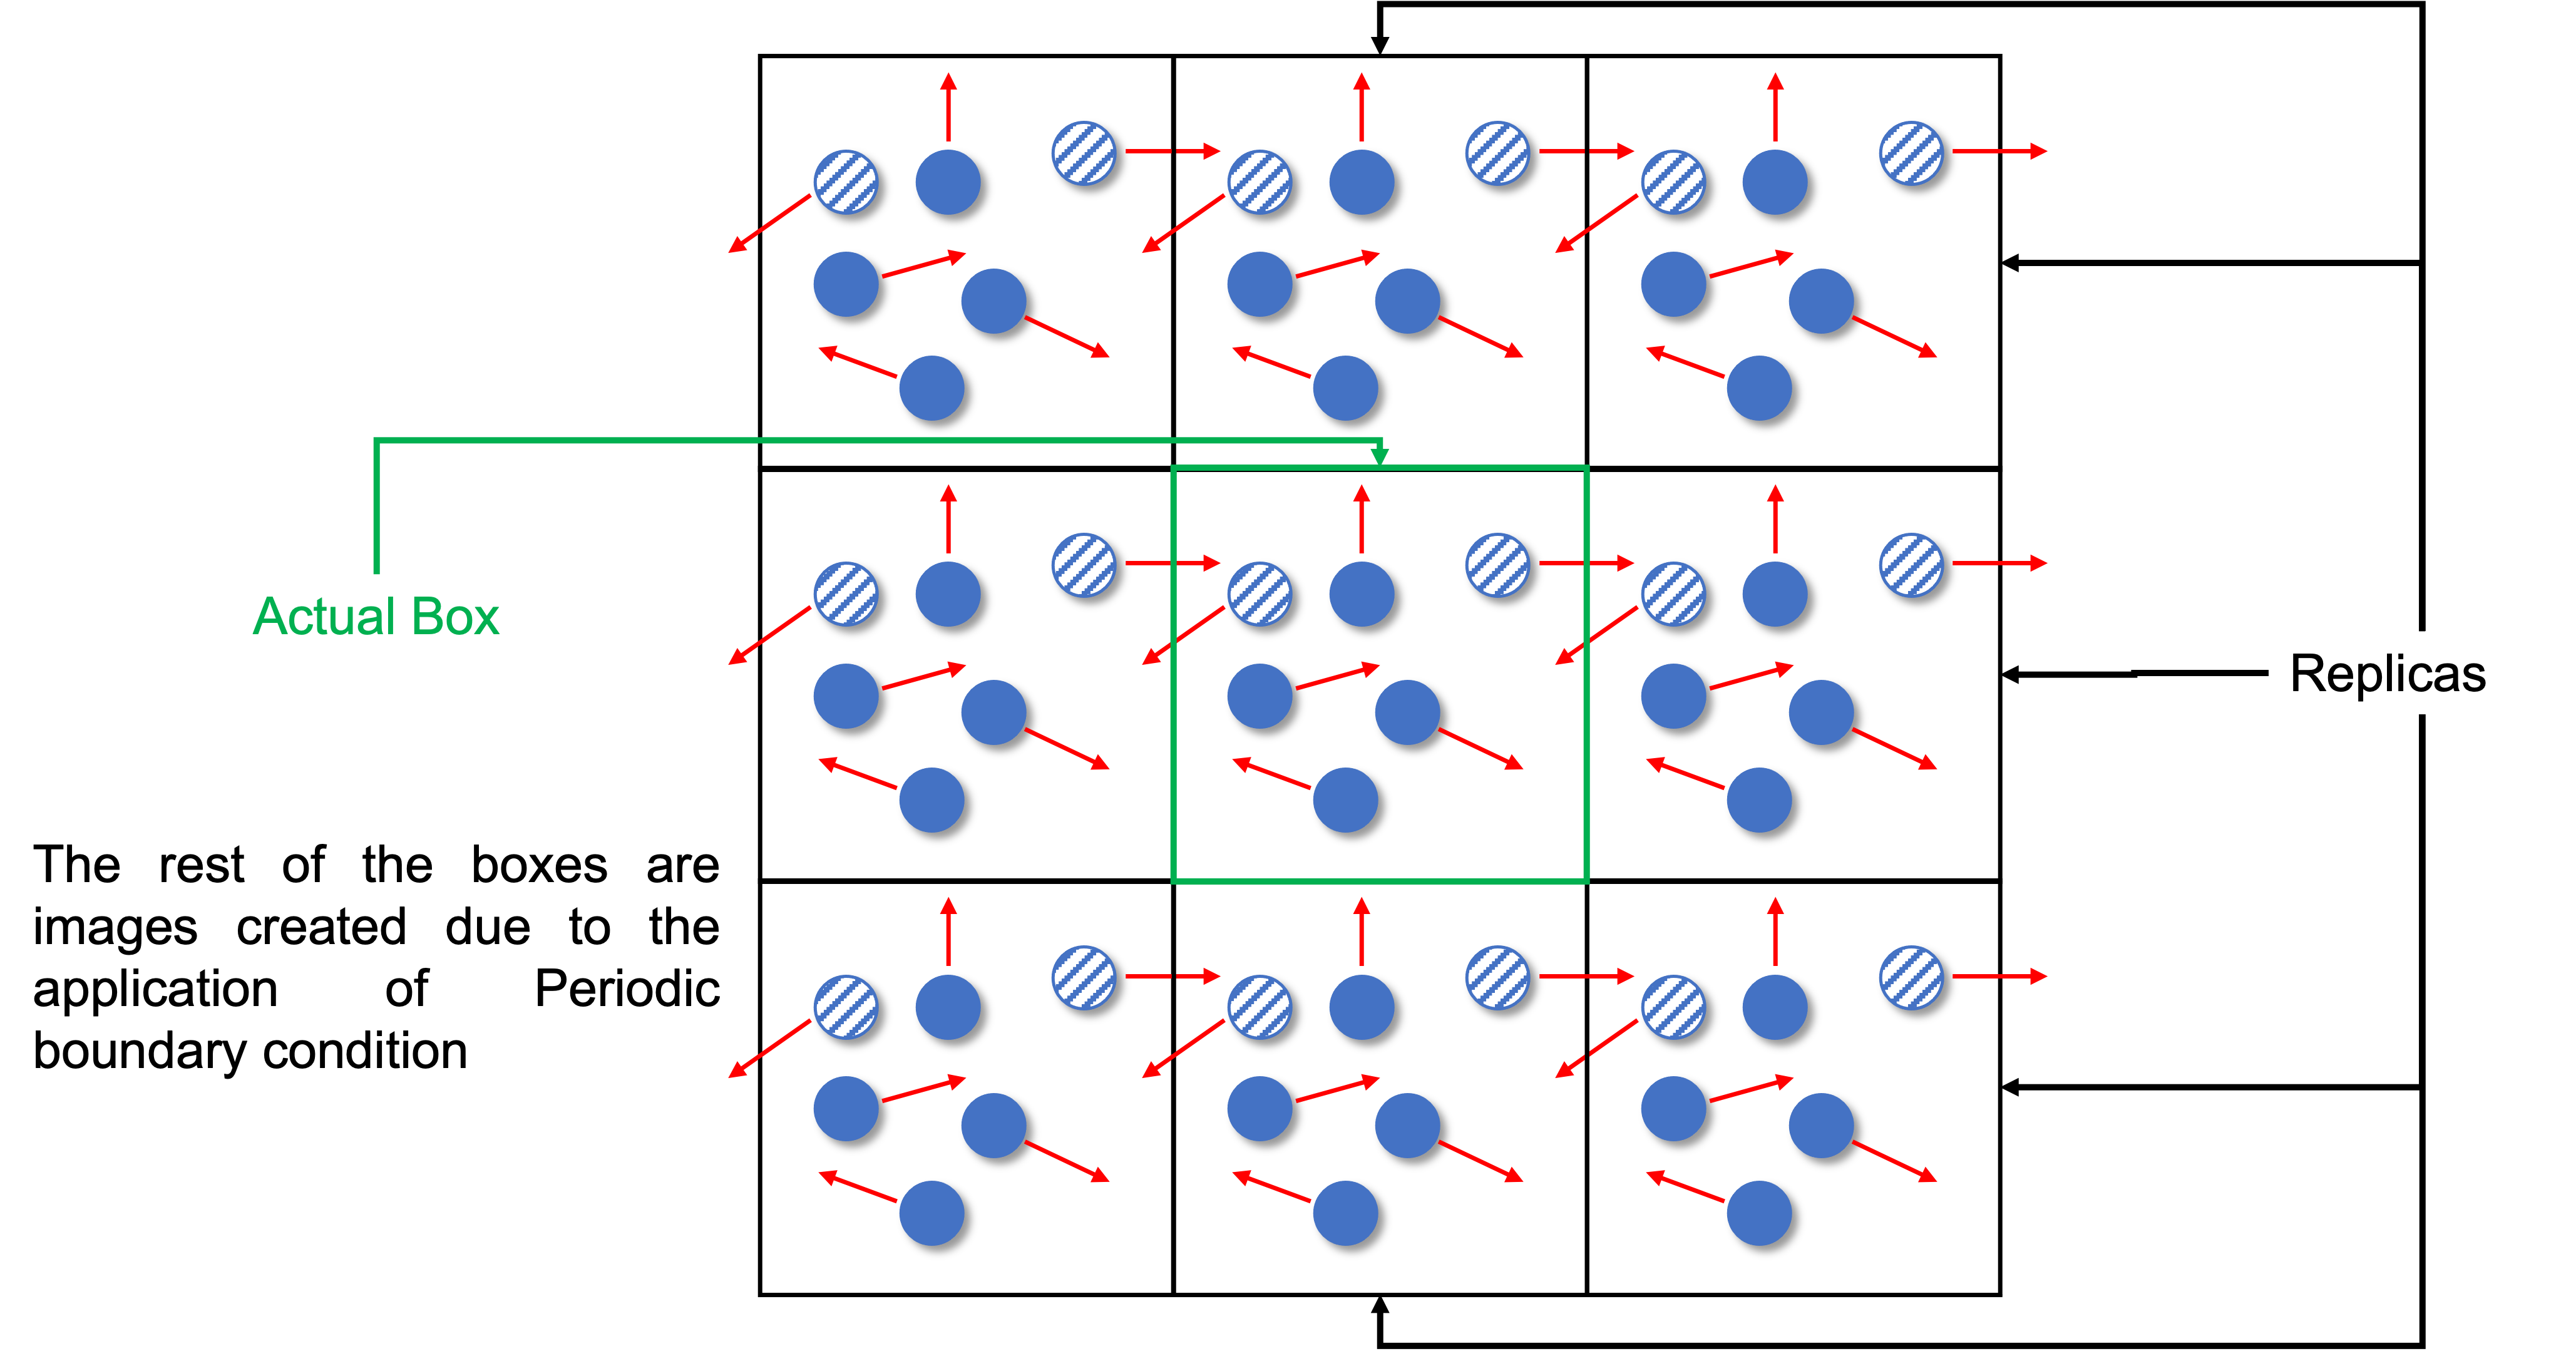 Actual Box
Replicas
The rest of the boxes are
images created due to the
application of Periodic
boundary condition